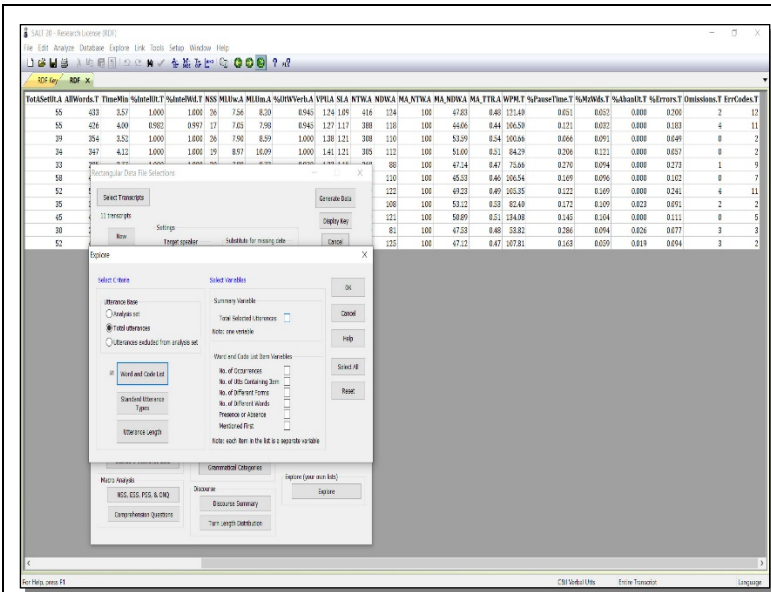 SALT 20 - Research License (RDF)
File Edit Analyze Database Explore Link Tools Setup Window Help
RDF Key RDF X
TotASetUt.A AllWords.T TimeMin %IntelUt.T %IntelWd.T NSS MLUw.A MLUm.A %UtWVerb.A VPU.A SI.A NTW.A NDW.A MA_NTW.A MA_NDW.A MA_TTR.A WPM.T %PauseTime.T %MzWds.T %AbanUt.T %Errors.T Omissions.T ErrCodes.T
55 433 3.57 1.000 1.000 26 7.56 8.20 0.945 1.24 1.09 416 124 100 47.83 0.48 121.40 0.051 0.052 0.000 0.200 2 12
55 426 4.00 0.982 0.997 17 7.05 7.98 0.945 1.27 1.17 388 118 100 44.06 0.44 106.50 0.121 0.032 0.000 0.183 4 11
39 354 3.52 1.000 1.000 26 7.90 8.59 1.000 1.38 1.21 308 110 100 53.59 0.54 100.66 0.066 0.091 0.000 0.049 0 2
34 347 4.12 1.000 1.000 19 8.97 10.09 1.000 1.41 1.21 305 112 100 51.00 0.51 84.29 0.206 0.121 0.000 0.057 0 2
33 88 100 47.14 0.47 75.66 0.270 0.094 0.000 0.273 1 9
58 110 100 45.53 0.46 106.54 0.169 0.096 0.000 0.102 0 7
52 122 100 49.23 0.49 105.35 0.122 0.169 0.000 0.241 4 11
35 108 100 53.12 0.53 82.40 0.172 0.109 0.023 0.091 2 2
45 121 100 50.89 0.51 134.08 0.145 0.104 0.000 0.111 0 5
30 81 100 47.53 0.48 53.82 0.286 0.094 0.026 0.077 3 3
52 125 100 47.12 0.47 107.81 0.163 0.059 0.019 0.094 3 2
Rectangular Data File Selections
Select Transcripts Generate Data
11 transcripts Display Key
New Settings
Target speaker Substitute for missing data Cancel
Explore X
Select Criteria Select Variables
OK
Utterance Base Summary Variable
Analysis set Total Selected Utterances Cancel
Total utterances Note: one variable
Utterances excluded from analysis set Help
Word and Code List Item Variables
Word and Code List No. of Occurrences Select All
No. of Utts Containing Item
Standard Utterance Types No. of Different Forms Reset
No. of Different Words
Presence or Absence
Utterance Length Mentioned First
Note: each item in the list is a separate variable
Grammatical Categories
Macro Analysis Discourse Explore (your own lists)
NSS, ESS, PSS, & ONQ Discourse Summary Explore
Comprehension Questions Turn Length Distribution
For Help, press F1 C&I Verbal Utts Entire Transcript Language